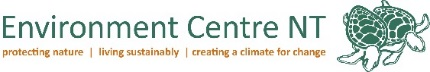 Environment Centre NT
protecting nature | living sustainably | creating a climate for change